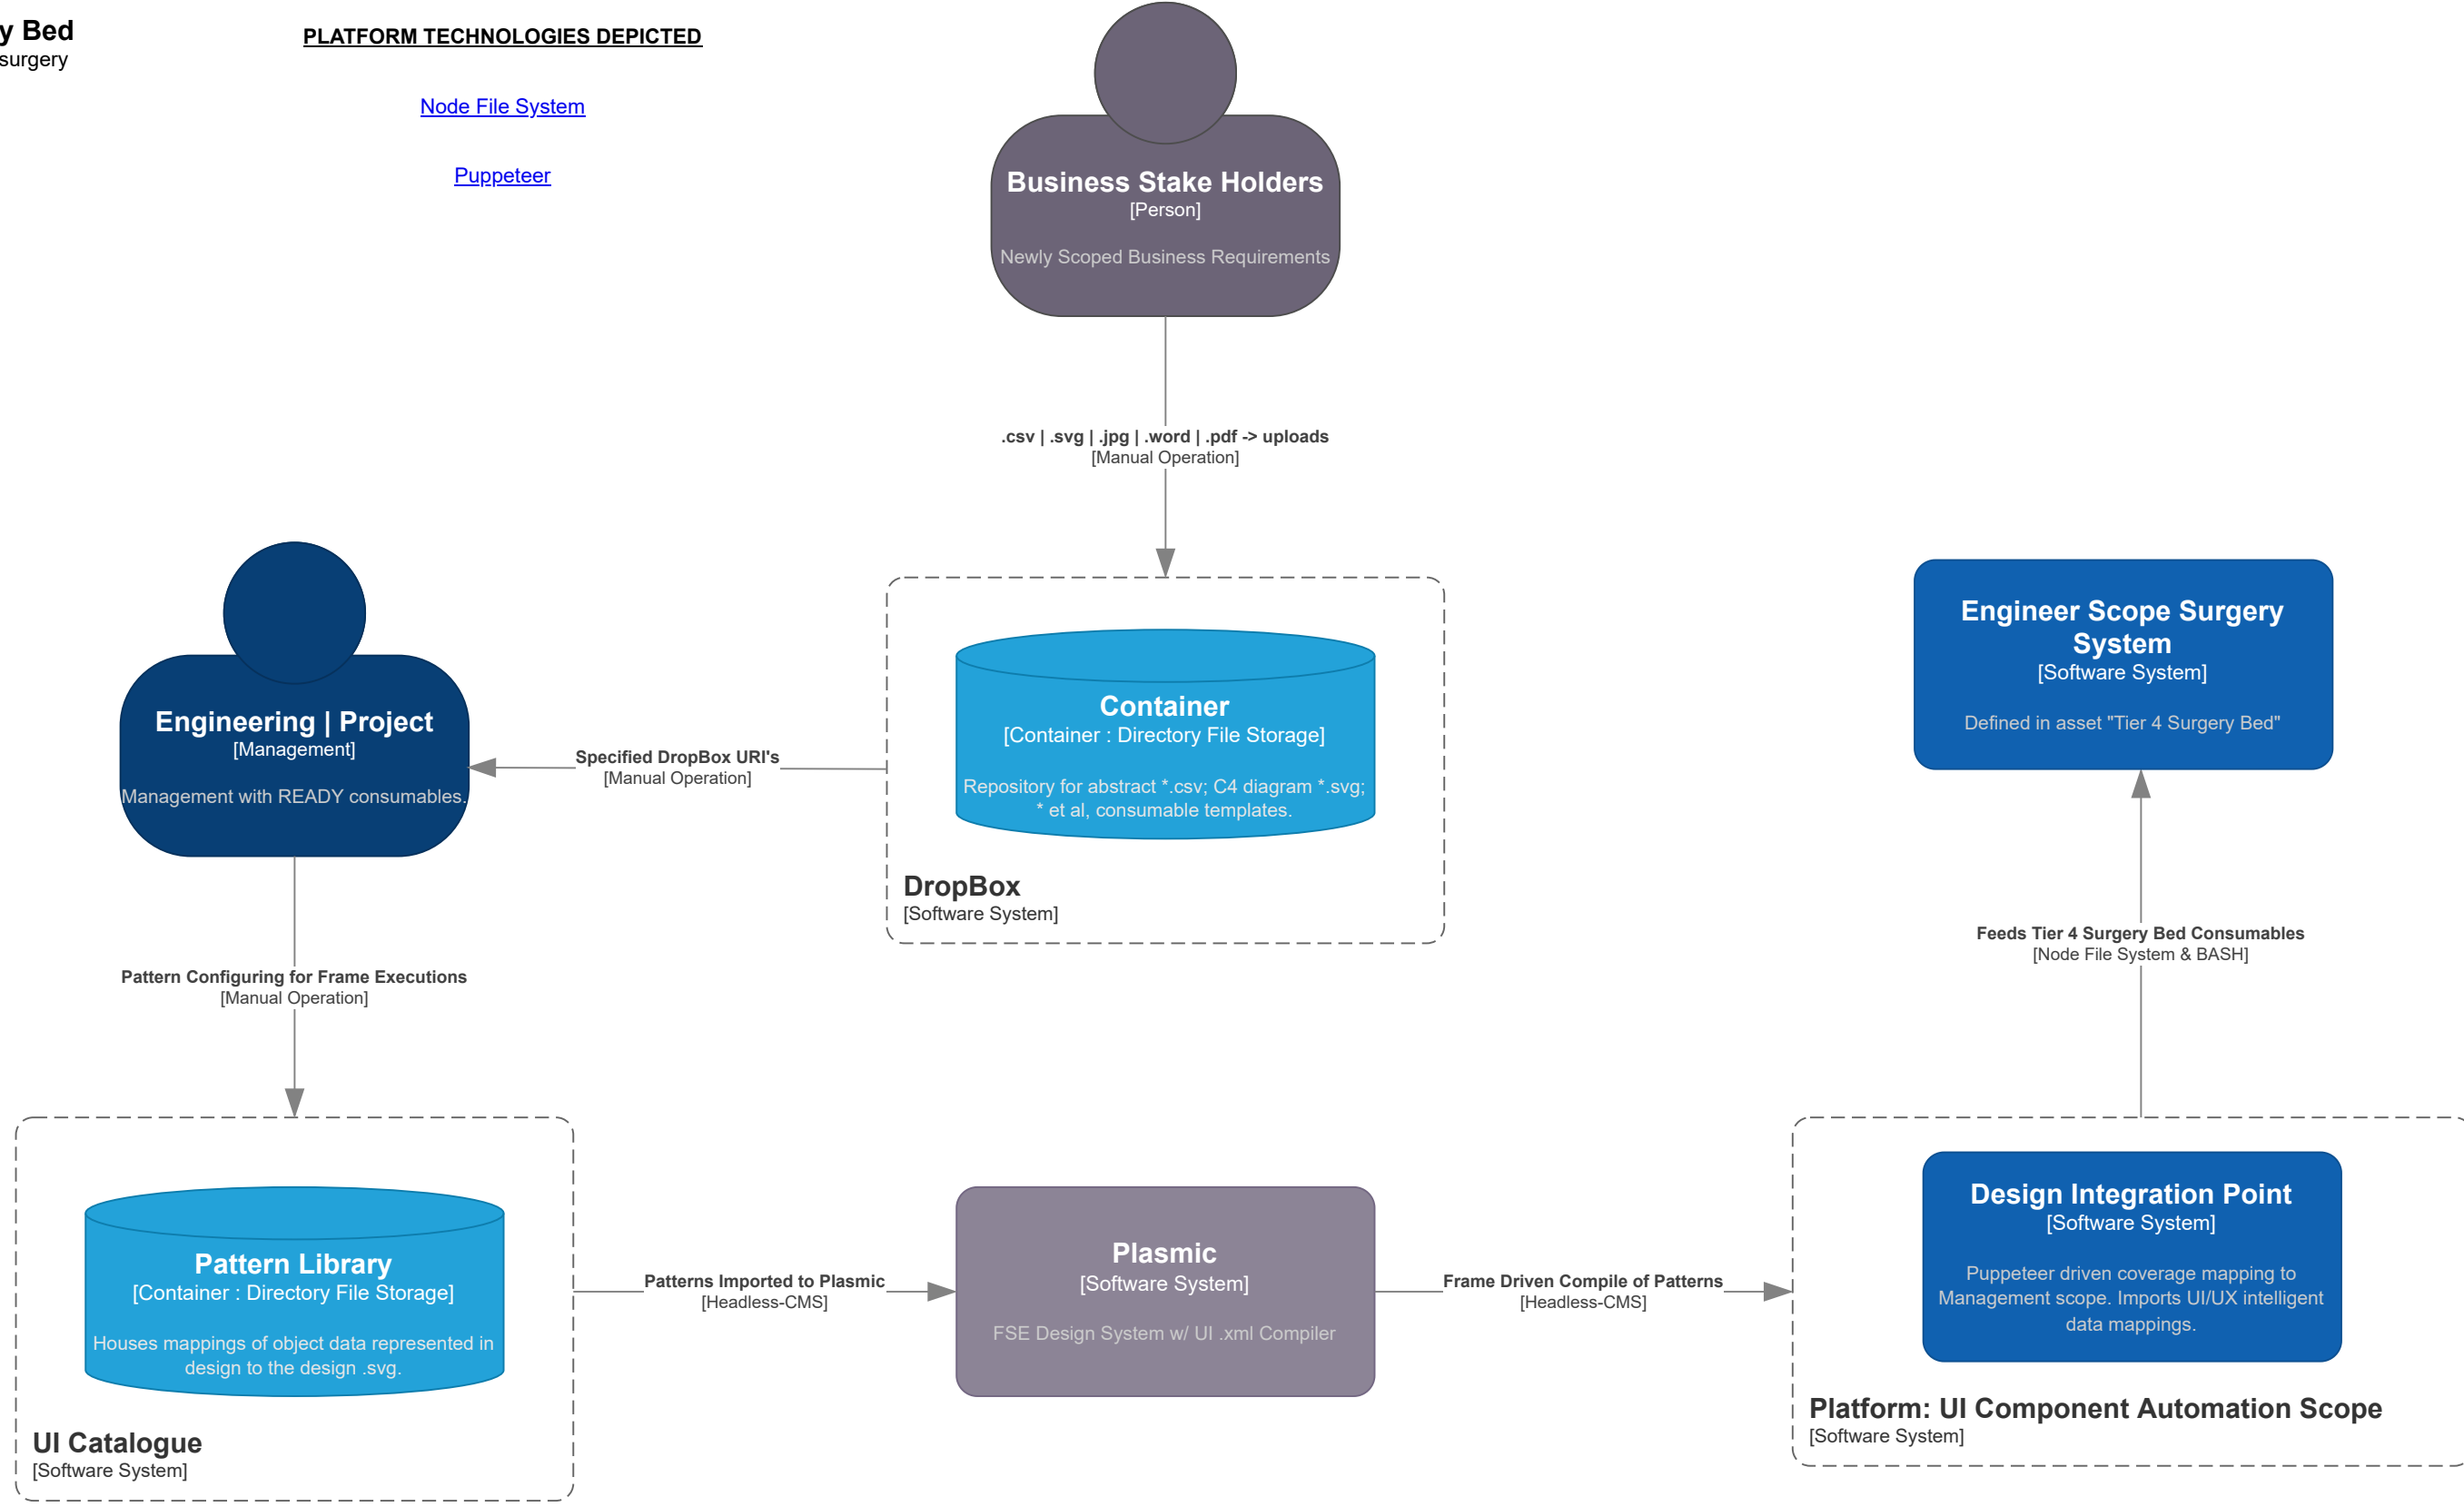 y Bed
surgery
PLATFORM TECHNOLOGIES DEPICTED
Node File System
Puppeteer
Business Stake Holders
[Person]
Newly Scoped Business Requirements
.csv | .svg | .jpg | .word | .pdf -> uploads
[Manual Operation]
Engineering | Project
[Management]
Management with READY consumables.
Specified DropBox URI's
[Manual Operation]
Container
[Container : Directory File Storage]
Repository for abstract *.csv; C4 diagram *.svg;
* et al, consumable templates.
DropBox
[Software System]
Engineer Scope Surgery
System
[Software System]
Defined in asset "Tier 4 Surgery Bed"
Feeds Tier 4 Surgery Bed Consumables
[Node File System & BASH]
Pattern Configuring for Frame Executions
[Manual Operation]
Pattern Library
[Container : Directory File Storage]
Houses mappings of object data represented in
design to the design .svg.
UI Catalogue
[Software System]
Patterns Imported to Plasmic
[Headless-CMS]
Plasmic
[Software System]
FSE Design System w/ UI .xml Compiler
Frame Driven Compile of Patterns
[Headless-CMS]
Design Integration Point
[Software System]
Puppeteer driven coverage mapping to
Management scope. Imports UI/UX intelligent
data mappings.
Platform: UI Component Automation Scope
[Software System]